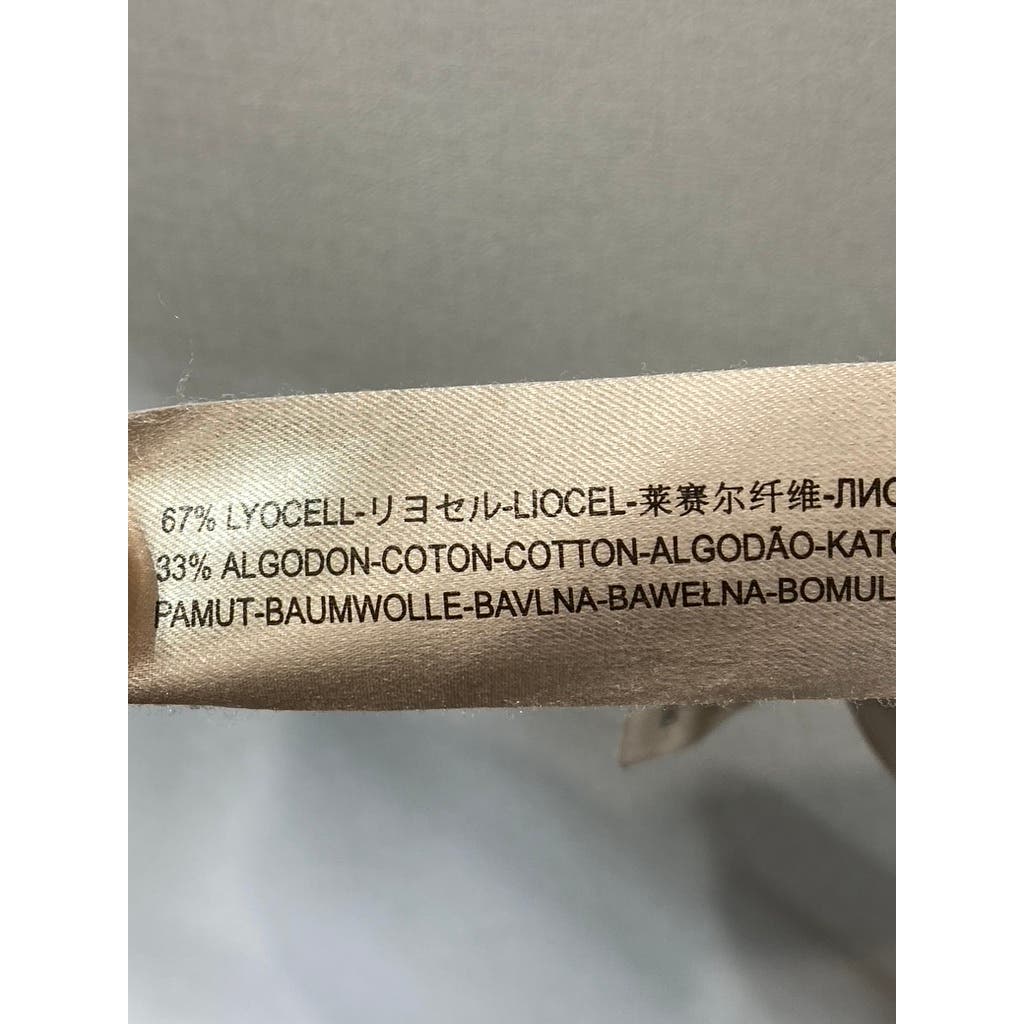 67% LYOCELL-リヨセル-LIOCEL-莱赛尔纤维-ЛИО
33% ALGODON-COTON-COTTON-ALGODÃO-KATO
PAMUT-BAUMWOLLE-BAVLNA-BAWEŁNA-BOMUL